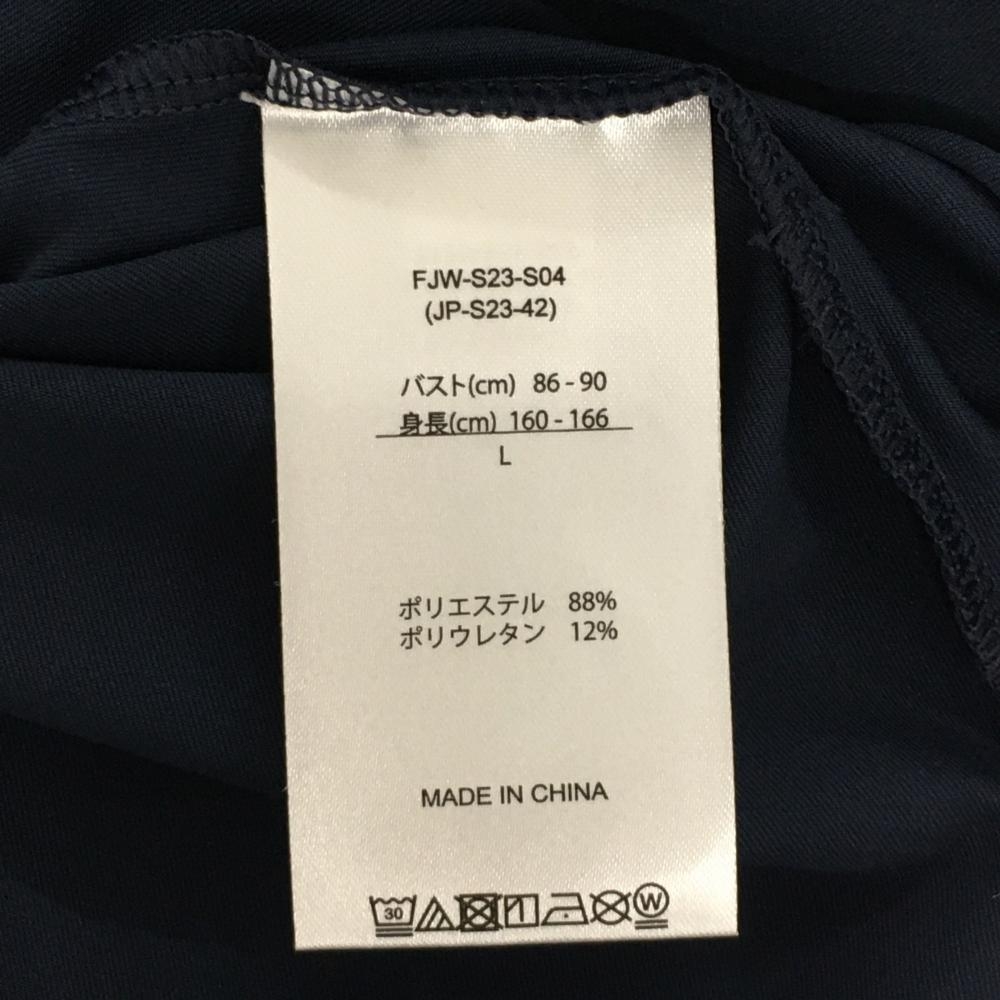 FJW-S23-S04
(JP-S23-42)
バスト(cm) 86 - 90
身長(cm) 160 - 166
L
ポリエステル 88%
ポリウレタン 12%
MADE IN CHINA
30 W